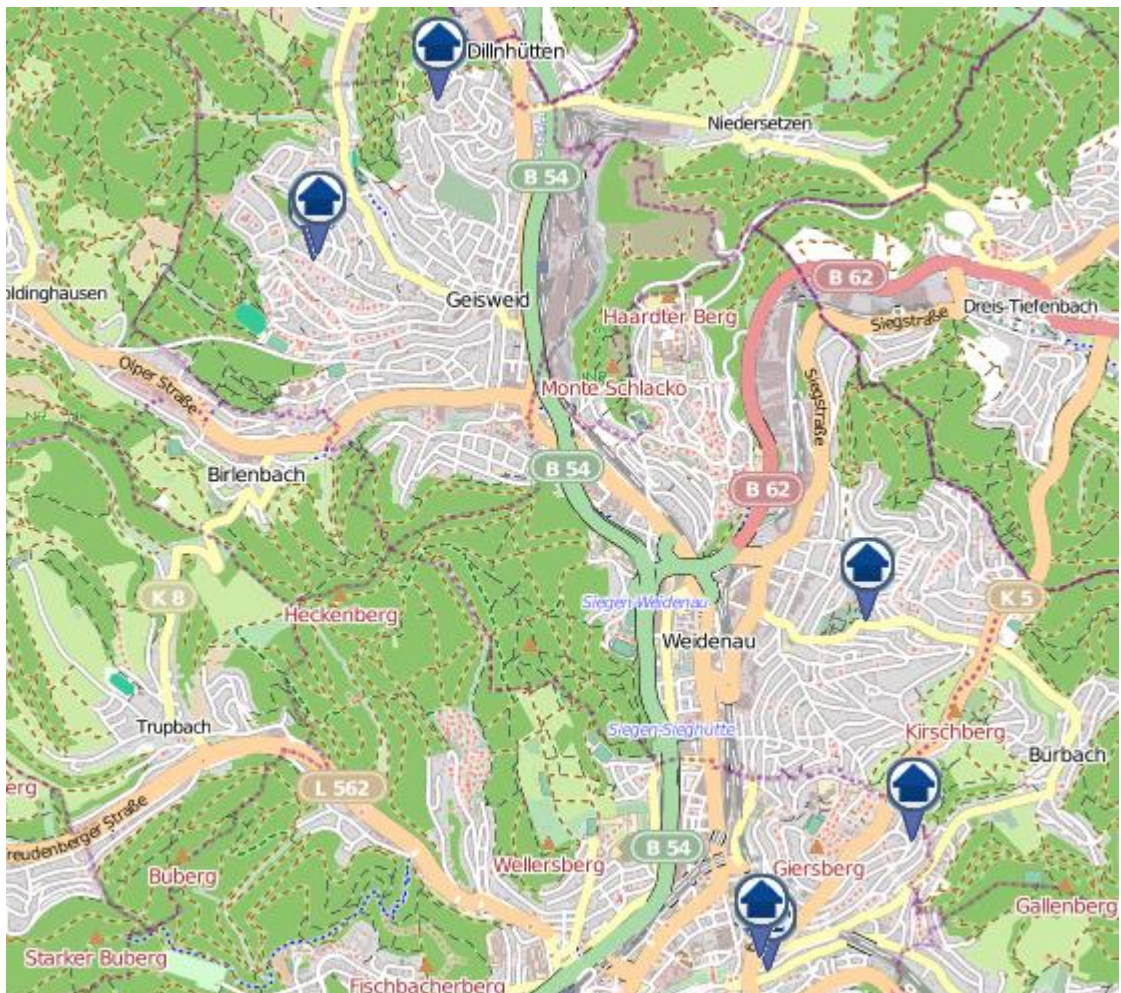 Dillnhütten
Niedersetzen
B 54
oldinghausen
Geisweid
B 62
Dreis-Tiefenbach
Haardter Berg
Siegstraße
Olper Straße
Monte Schlacko
Siegstraße
Birlenbach
B 54
B 62
K 8
Heckenberg
Siegen-Weidenau
K 5
Weidenau
Trupbach
Siegen-Sieghütte
Kirschberg
Burbach
erg
L 562
reudenberger Straße
Buberg
Wellersberg
B 54
Giersberg
Gallenberg
Starker Buberg
Fischbacherberg